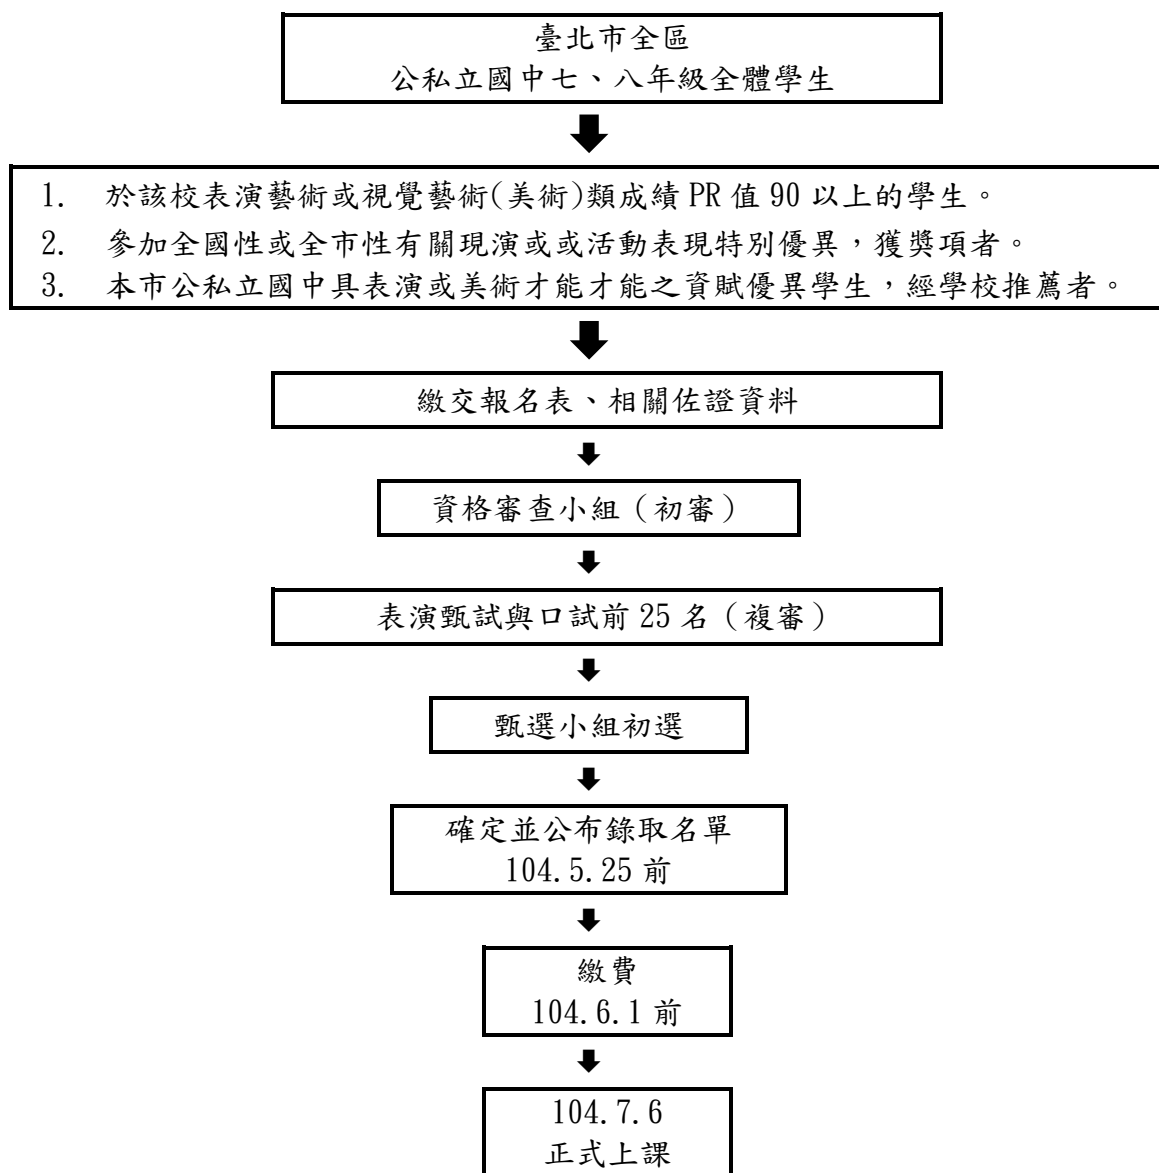 臺北市全區
公私立國中七、八年級全體學生
1. 於該校表演藝術或視覺藝術(美術)類成績 PR 值 90 以上的學生。
2. 參加全國性或全市性有關現演或或活動表現特別優異，獲獎項者。
3. 本市公私立國中具表演或美術才能才能之資賦優異學生，經學校推薦者。
繳交報名表、相關佐證資料
資格審查小組（初審）
表演甄試與口試前 25 名（複審）
甄選小組初選
確定並公布錄取名單
104.5.25 前
繳費
104.6.1 前
104.7.6
正式上課